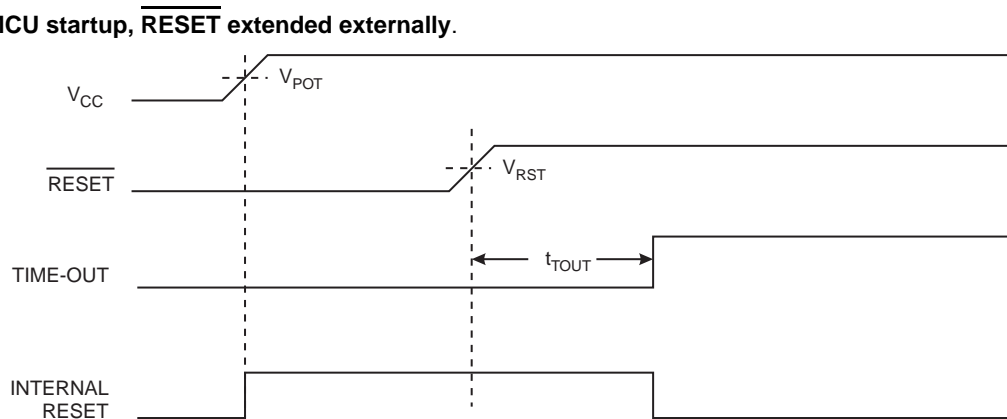 MCU startup, RESET extended externally.
VCC
VPOT
RESET
VRST
TIME-OUT
tTOUT
INTERNAL
RESET